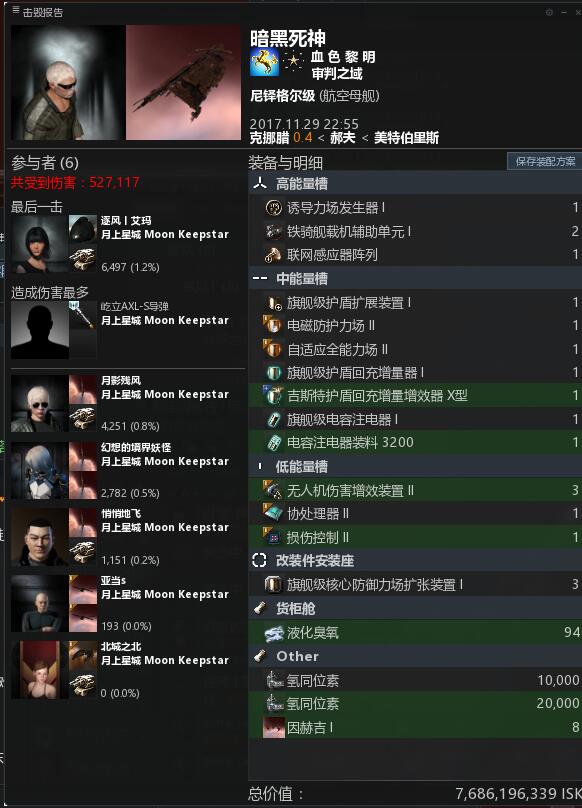 击毁报告
暗黑死神
血色黎明
审判之域
尼铎格尔级 (航空母舰)
2017.11.29 22:55
克挪腊 0.4 < 郝夫 < 美特伯里斯
参与者 (6)
共受到伤害：527,117
最后一击
逐风丨艾玛
月上星城 Moon Keepstar
6,497 (1.2%)
造成伤害最多
屹立AXL-S导弹
月上星城 Moon Keepstar
月影残风
月上星城 Moon Keepstar
4,251 (0.8%)
幻想的境界妖怪
月上星城 Moon Keepstar
2,782 (0.5%)
悄悄地飞
月上星城 Moon Keepstar
1,151 (0.2%)
亚当s
月上星城 Moon Keepstar
193 (0.0%)
北城之北
月上星城 Moon Keepstar
0 (0.0%)
装备与明细
保存装配方案
高能量槽
诱导力场发生器 I 1
铁骑舰载机辅助单元 I 2
联网感应器阵列 1
中能量槽
旗舰级护盾扩展装置 I 1
电磁防护力场 II 1
自适应全能力场 II 1
旗舰级护盾回充增量器 I 1
吉斯特护盾回充增量增效器 X型 1
旗舰级电容注电器 I 1
电容注电器装料 3200 1
低能量槽
无人机伤害增效装置 II 3
协处理器 II 1
损伤控制 II 1
改装件安装座
旗舰级核心防御力场扩张装置 I 3
货柜舱
液化臭氧 94
Other
氢同位素 10,000
氢同位素 20,000
因赫吉 I 8
总价值： 7,686,196,339 ISK